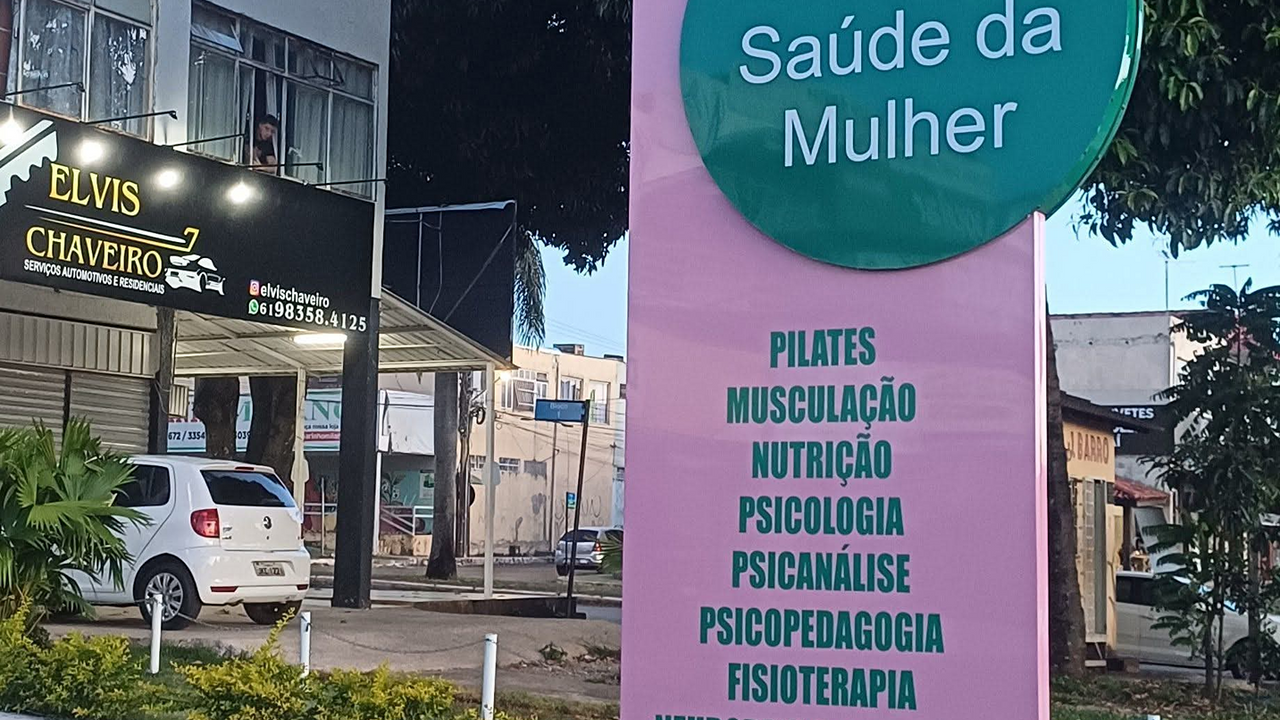 ELVIS
CHAVEIRO
SERVIÇOS AUTOMOTIVOS E RESIDENCIAIS
elvischaveiro
61 98358.4125
Saúde da
Mulher
PILATES
MUSCULAÇÃO
NUTRIÇÃO
PSICOLOGIA
PSICANÁLISE
PSICOPEDAGOGIA
FISIOTERAPIA
J. BARRO